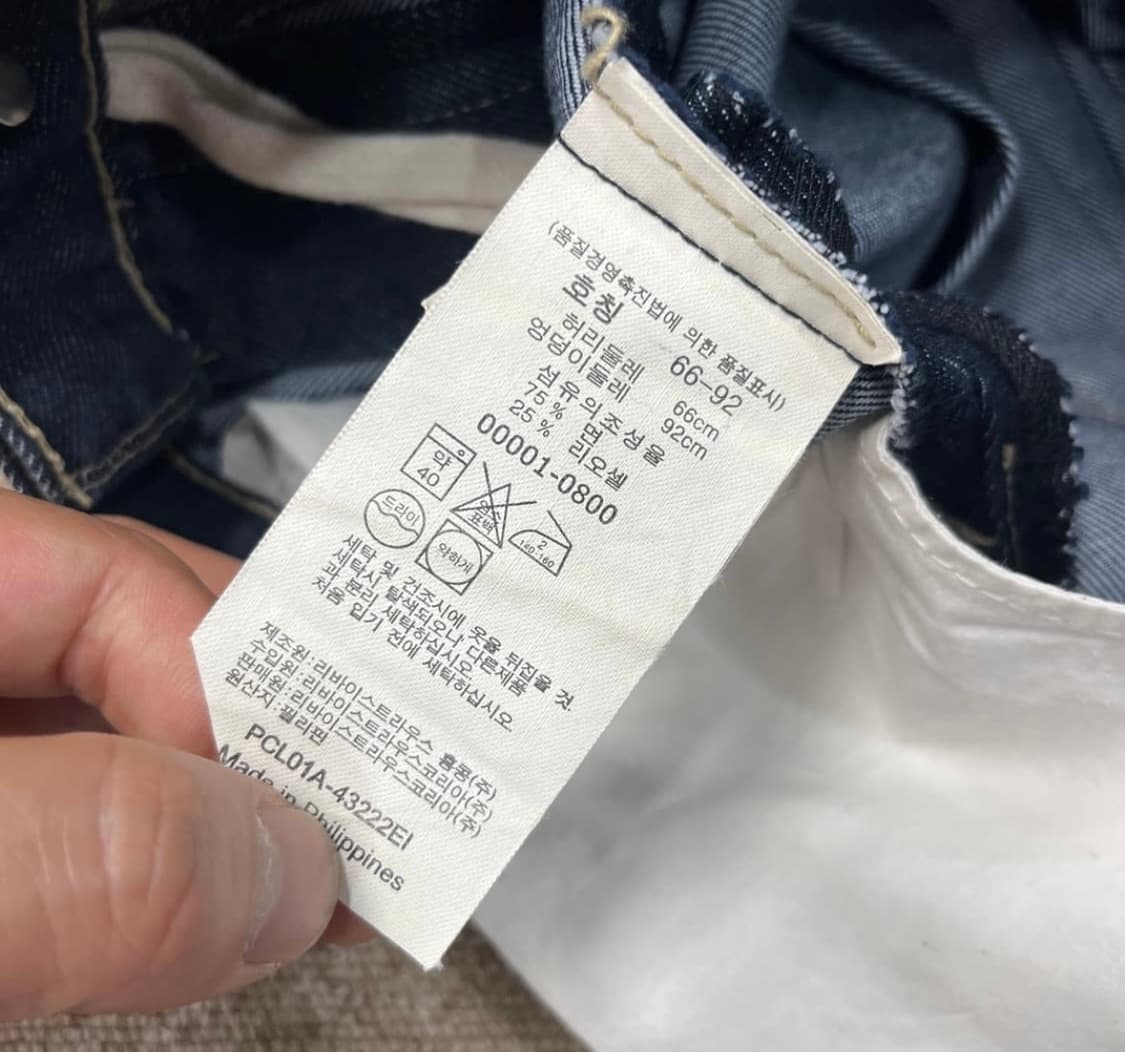 (품질경영촉진법에 의한 품질표시)
호칭 66-92
허리둘레 66cm
엉덩이둘레 92cm
섬유의조성율
75% 면
25% 리오셀
00001-0800
약
40
염소
표백
2
140-160
드라이
약하게
세탁 및 건조시에 옷을 뒤집을 것.
세탁시 탈색되오니 다른제품
과 분리 세탁하십시오.
처음 입기 전에 세탁하십시오.
제조원:리바이스트라우스 홍콩(주)
수입원:리바이스트라우스코리아(주)
판매원:리바이스트라우스코리아(주)
원산지:필리핀
PCL01A-43222EI
Made in Philippines